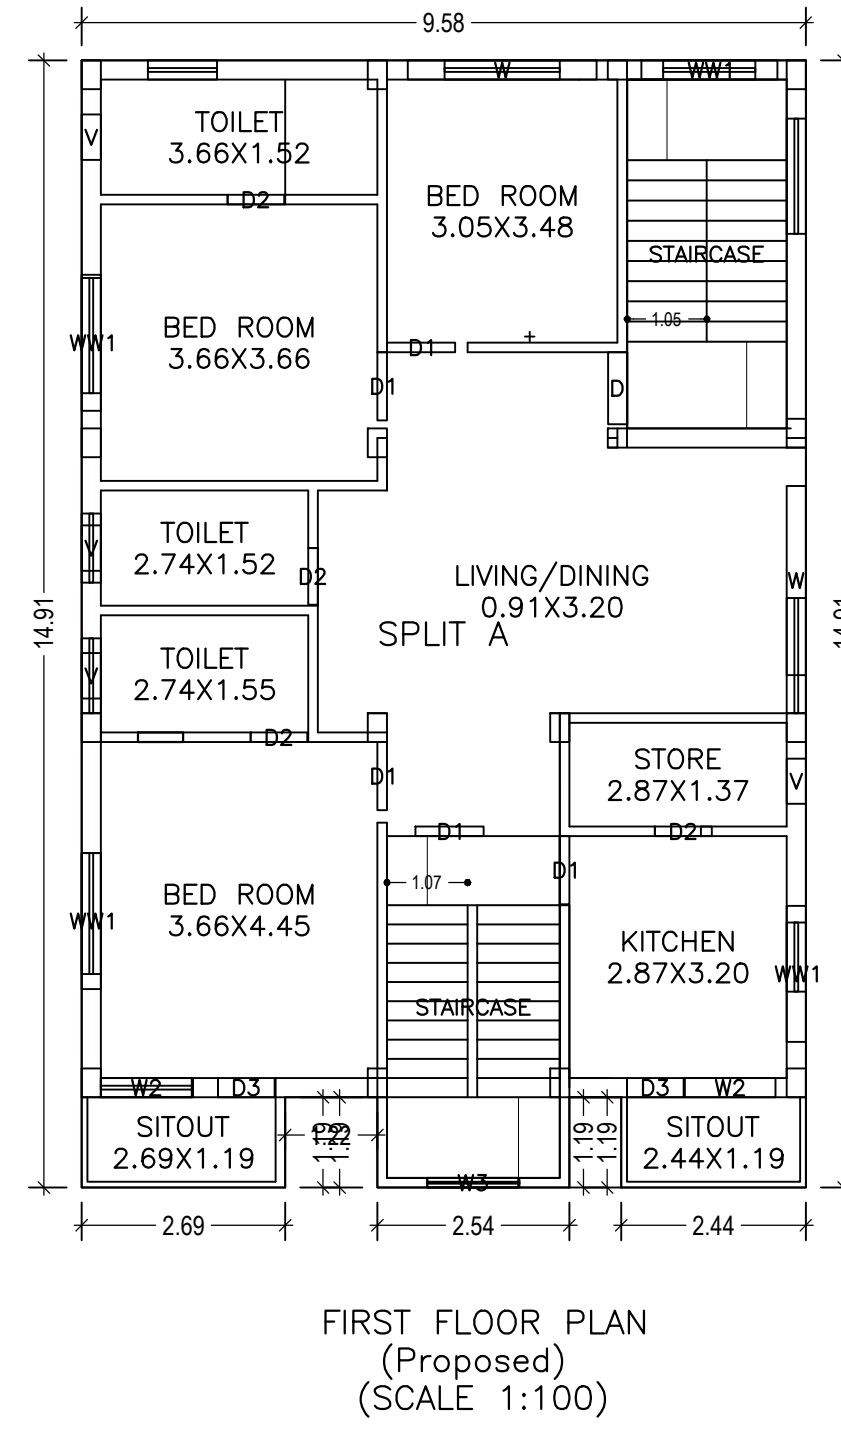 9.58
W
WW1
TOILET
3.66X1.52
V
D2
BED ROOM
3.05X3.48
STAIRCASE
1.05
BED ROOM
3.66X3.66
WW1
D1
D1
D
TOILET
2.74X1.52
V
D2
LIVING/DINING
0.91X3.20
SPLIT A
W
14.91
14.91
TOILET
2.74X1.55
V
D2
D1
STORE
2.87X1.37
V
D1
D2
D1
1.07
BED ROOM
3.66X4.45
WW1
KITCHEN
2.87X3.20
WW1
STAIRCASE
W2
D3
D3
W2
SITOUT
2.69X1.19
1.19
1.22
1.19
1.19
1.19
SITOUT
2.44X1.19
W3
2.69
2.54
2.44
FIRST FLOOR PLAN
(Proposed)
(SCALE 1:100)